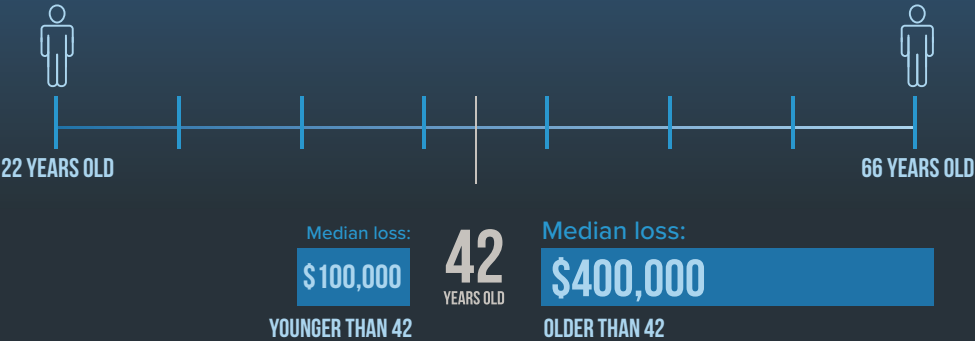 22 YEARS OLD
66 YEARS OLD
Median loss:
$100,000
YOUNGER THAN 42
42
YEARS OLD
Median loss:
$400,000
OLDER THAN 42